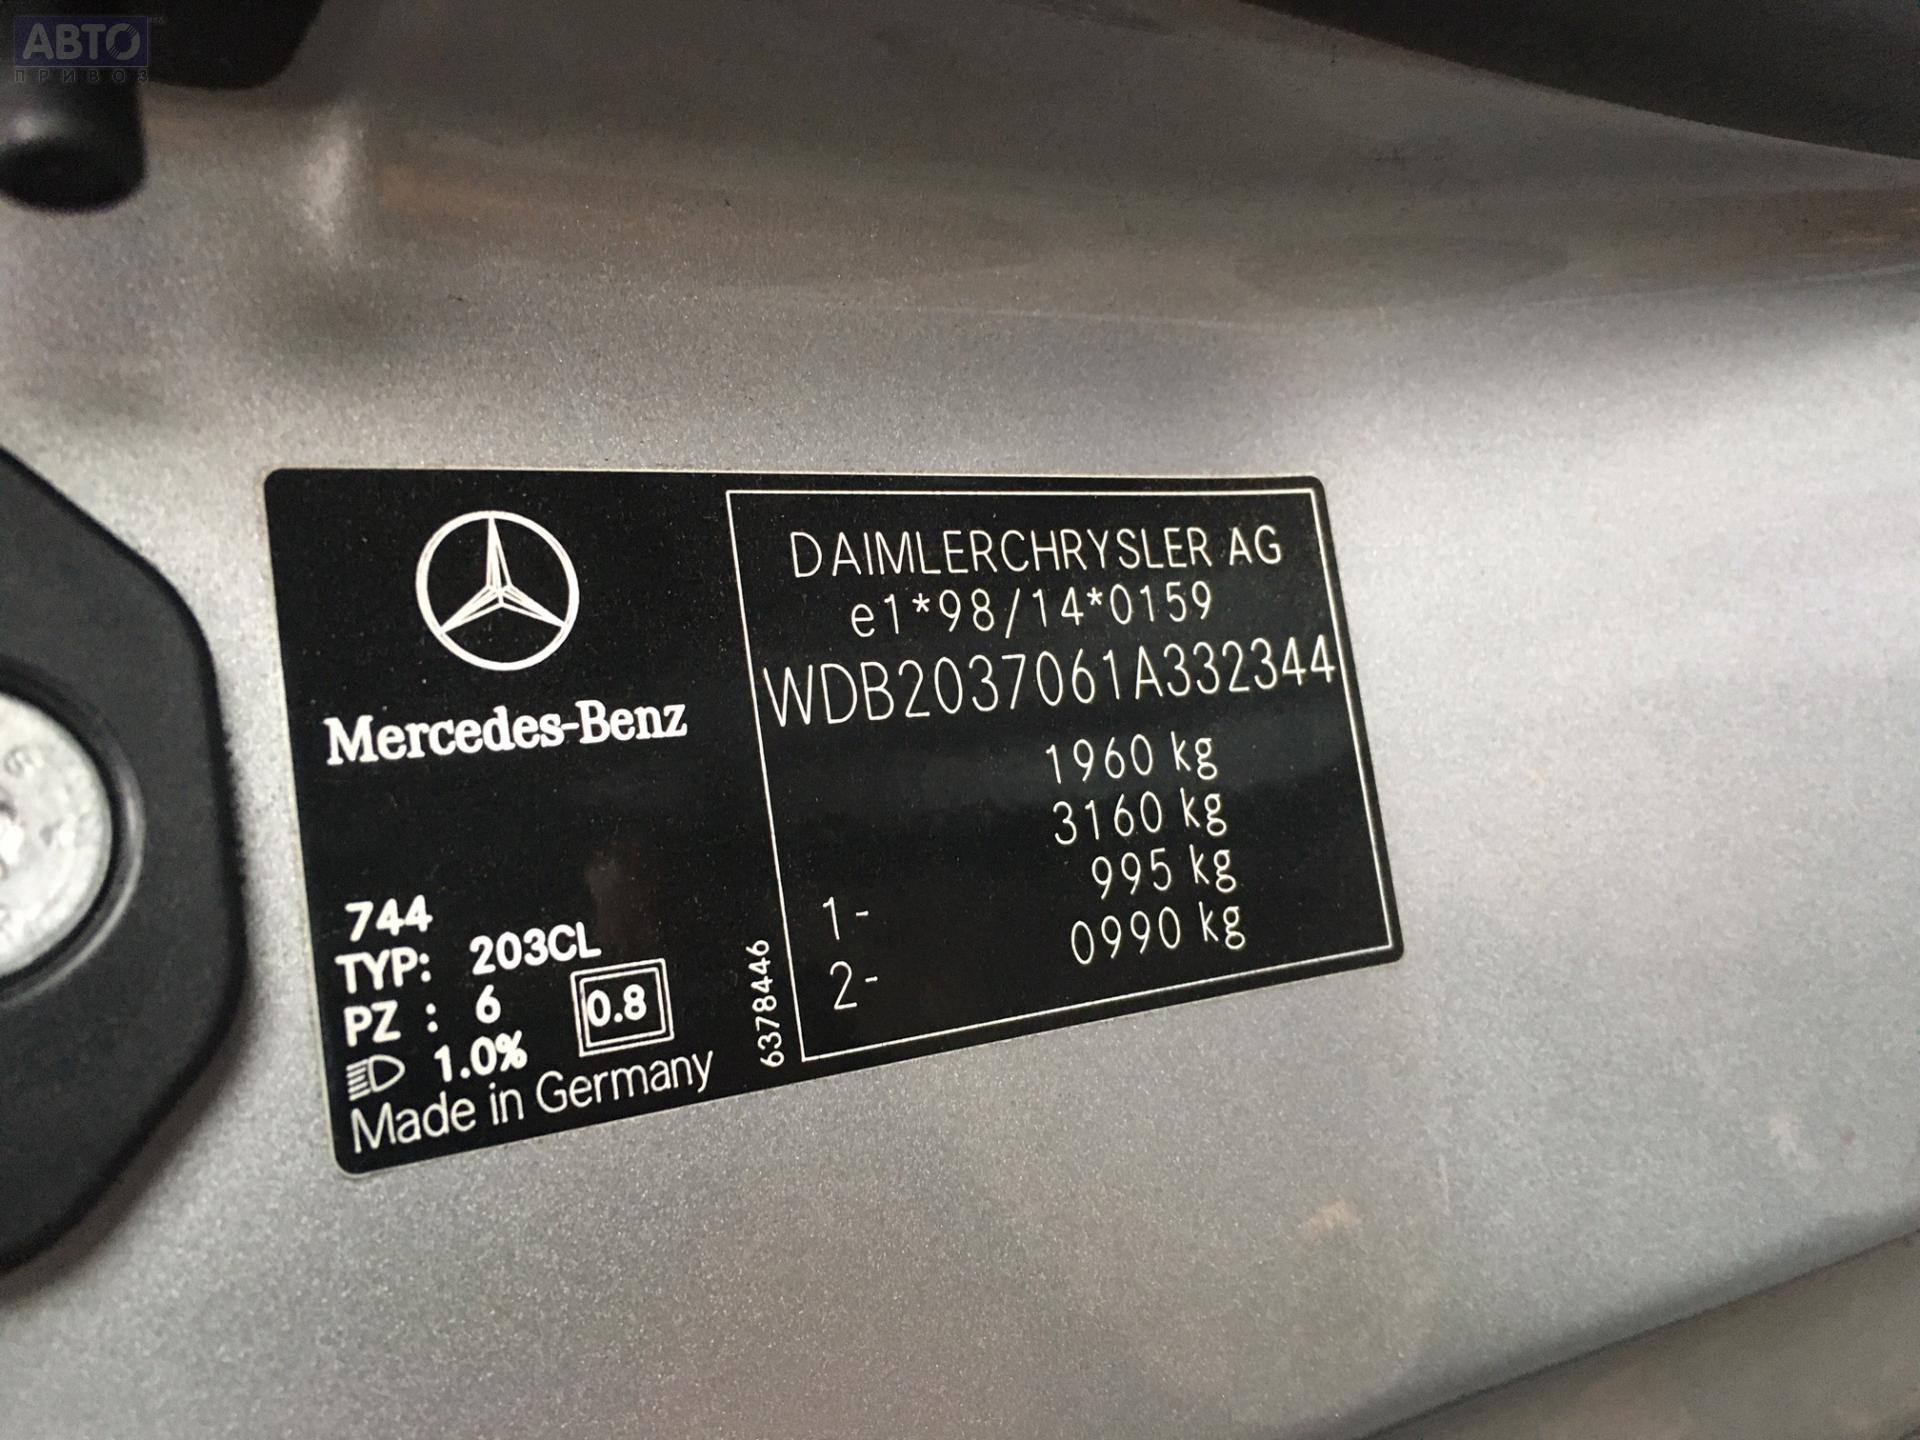 АВТО
ПРИВОЗ
Mercedes-Benz
744
TYP: 203CL
PZ : 6
0.8
1.0%
Made in Germany
6378446
DAIMLERCHRYSLER AG
e1*98/14*0159
WDB2037061A332344
1960 kg
3160 kg
1- 995 kg
2- 0990 kg